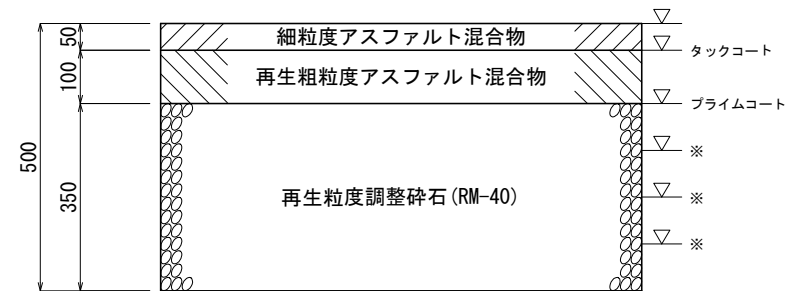 50
細粒度アスファルト混合物
タックコート
100
再生粗粒度アスファルト混合物
プライムコート
500
350
再生粒度調整砕石(RM-40)
※
※
※